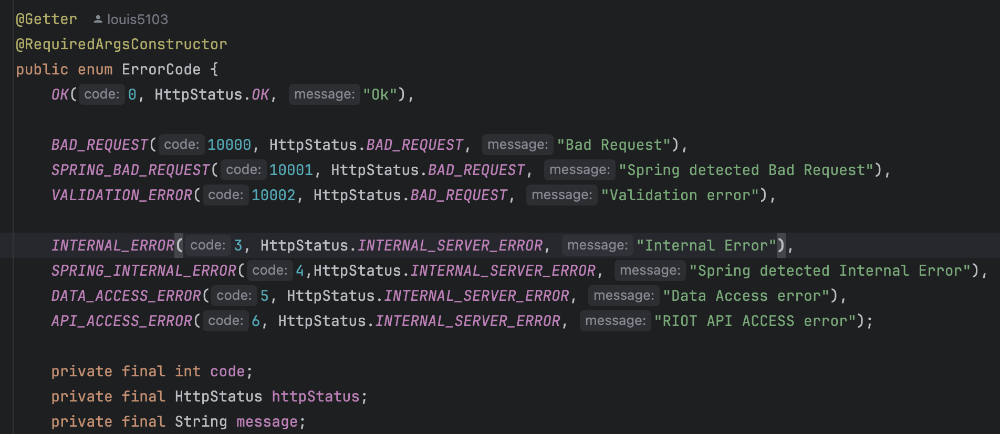 @Getter louis5103
@RequiredArgsConstructor
public enum ErrorCode {
OK( code: 0, HttpStatus.OK, message: "Ok"),
BAD_REQUEST( code: 10000, HttpStatus.BAD_REQUEST, message: "Bad Request"),
SPRING_BAD_REQUEST( code: 10001, HttpStatus.BAD_REQUEST, message: "Spring detected Bad Request"),
VALIDATION_ERROR( code: 10002, HttpStatus.BAD_REQUEST, message: "Validation error"),
INTERNAL_ERROR( code: 3, HttpStatus.INTERNAL_SERVER_ERROR, message: "Internal Error"),
SPRING_INTERNAL_ERROR( code: 4,HttpStatus.INTERNAL_SERVER_ERROR, message: "Spring detected Internal Error"),
DATA_ACCESS_ERROR( code: 5, HttpStatus.INTERNAL_SERVER_ERROR, message: "Data Access error"),
API_ACCESS_ERROR( code: 6, HttpStatus.INTERNAL_SERVER_ERROR, message: "RIOT API ACCESS error");
private final int code;
private final HttpStatus httpStatus;
private final String message;